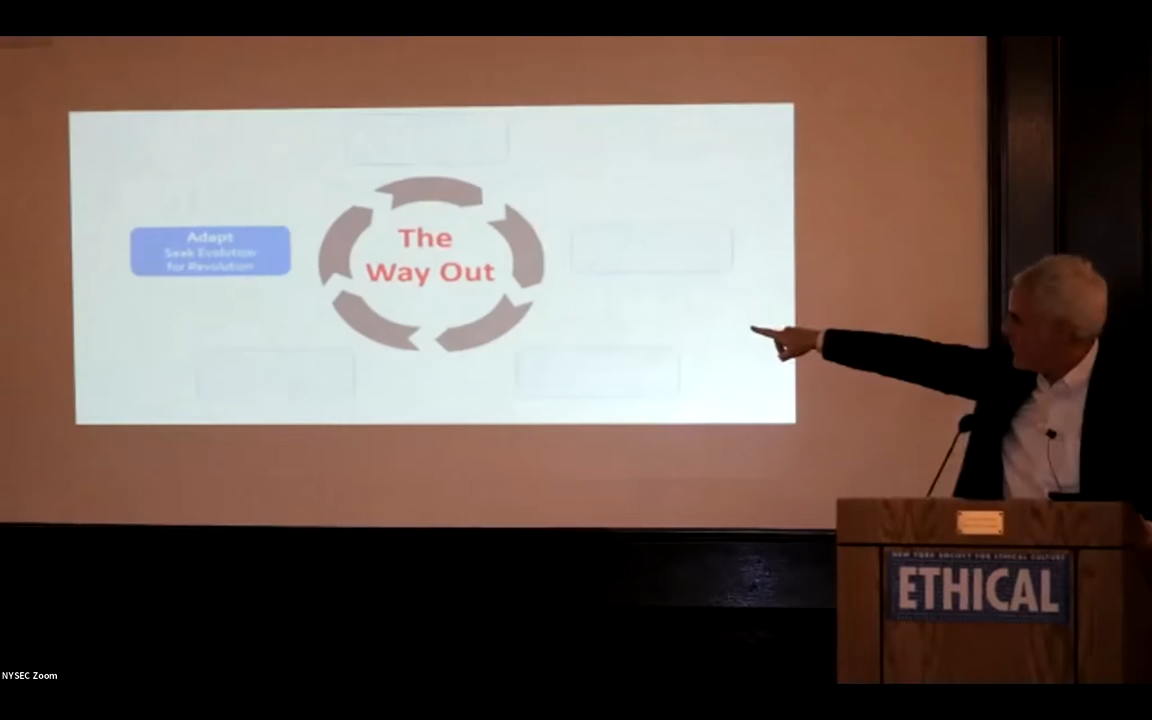 Adapt
Seek Evolution
for Revolution
The
Way Out
NEW YORK SOCIETY FOR ETHICAL CULTURE
ETHICAL
NYSEC Zoom